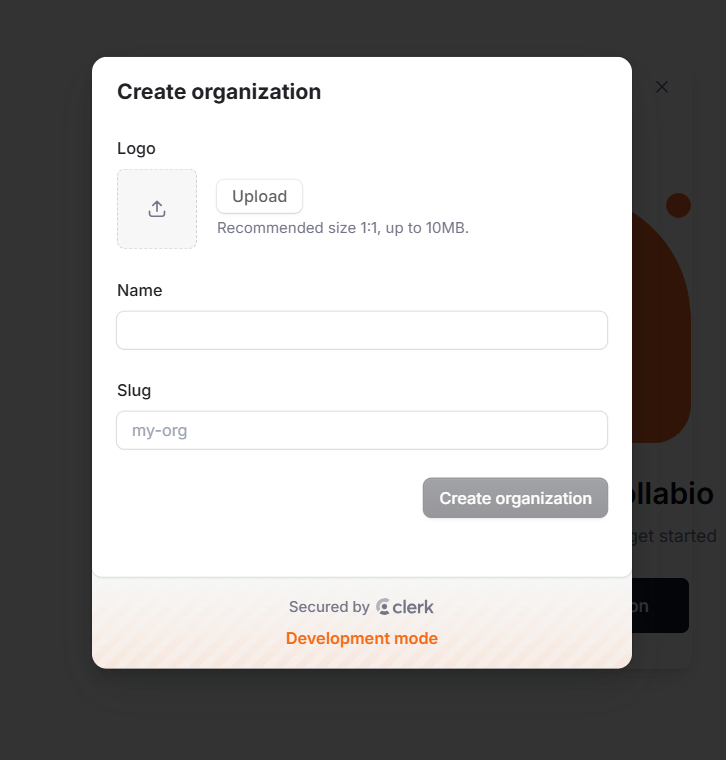 Create organization
Logo
Upload
Recommended size 1:1, up to 10MB.
Name
Slug
my-org
Create organization
ollabio
get started
on
Secured by clerk
Development mode